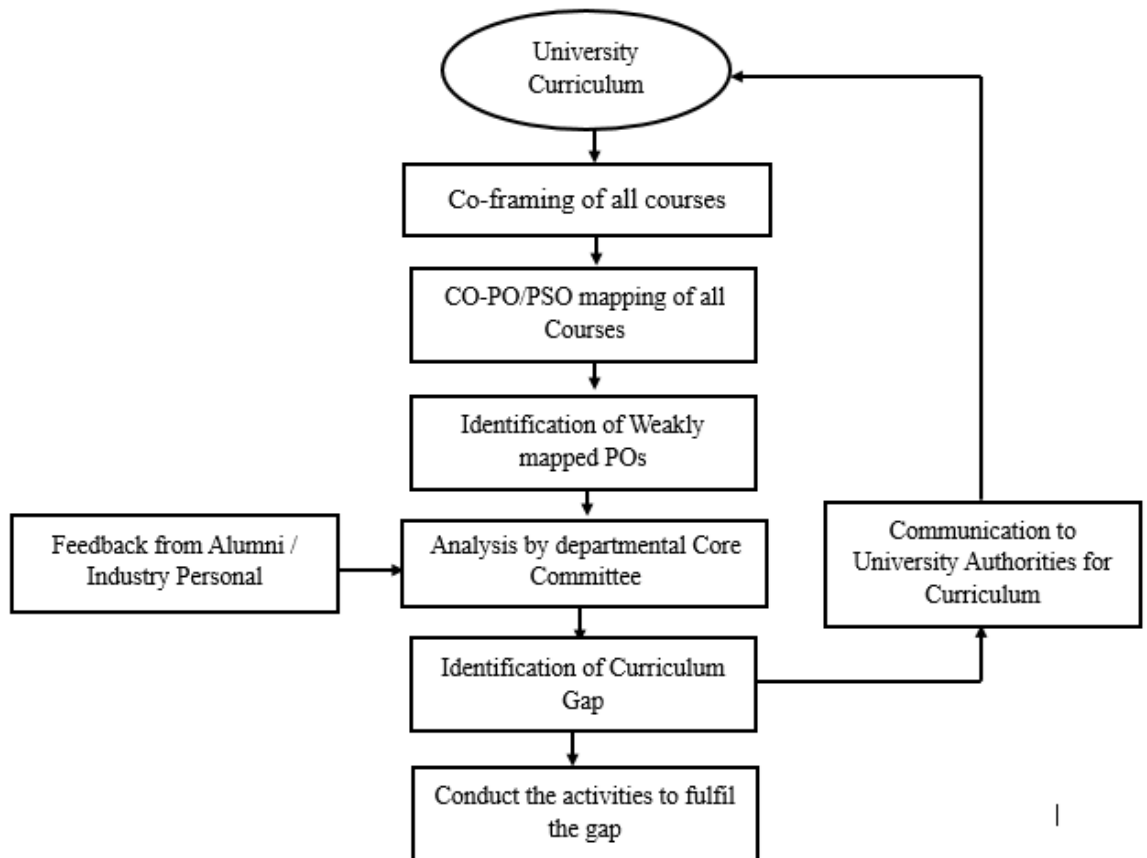 University
Curriculum
Co-framing of all courses
CO-PO/PSO mapping of all
Courses
Identification of Weakly
mapped POs
Feedback from Alumni /
Industry Personal
Analysis by departmental Core
Committee
Communication to
University Authorities for
Curriculum
Identification of Curriculum
Gap
Conduct the activities to fulfil
the gap